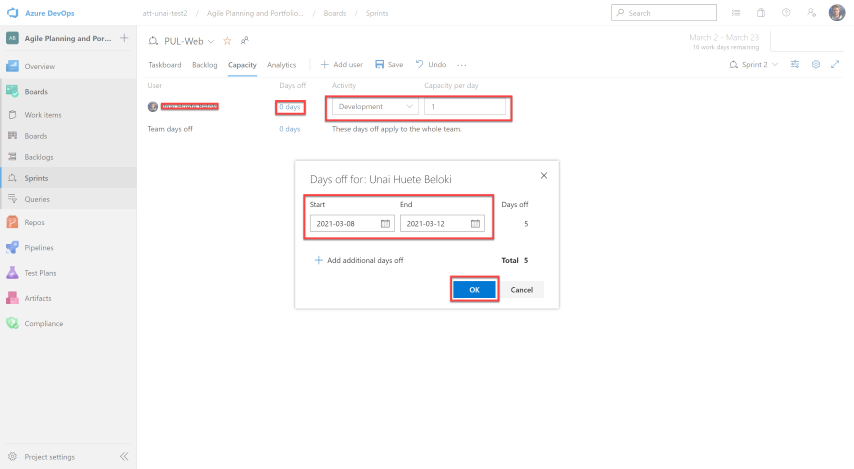 Azure DevOps
att-unai-test2 / Agile Planning and Portfolio... / Boards / Sprints
Search
AB Agile Planning and Por...
Overview
Boards
Work items
Boards
Backlogs
Sprints
Queries
Repos
Pipelines
Test Plans
Artifacts
Compliance
Project settings
PUL-Web
March 2 - March 23
16 work days remaining
Taskboard Backlog Capacity Analytics Add user Save Undo
Sprint 2
User Days off Activity Capacity per day
0 days Development 1
Team days off 0 days These days off apply to the whole team.
Days off for: Unai Huete Beloki
Start End Days off
2021-03-08 2021-03-12 5
Add additional days off Total 5
OK Cancel